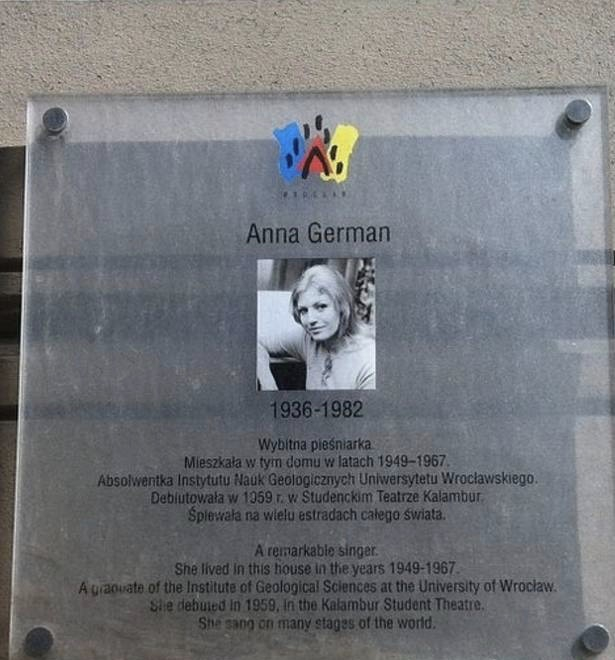 WROCŁAW
Anna German
1936-1982
Wybitna pieśniarka.
Mieszkała w tym domu w latach 1949–1967.
Absolwentka Instytutu Nauk Geologicznych Uniwersytetu Wrocławskiego.
Debiutowała w 1959 r. w Studenckim Teatrze Kalambur.
Śpiewała na wielu estradach całego świata.
A remarkable singer.
She lived in this house in the years 1949-1967.
A graduate of the Institute of Geological Sciences at the University of Wrocław.
She debuted in 1959, in the Kalambur Student Theatre.
She sang on many stages of the world.